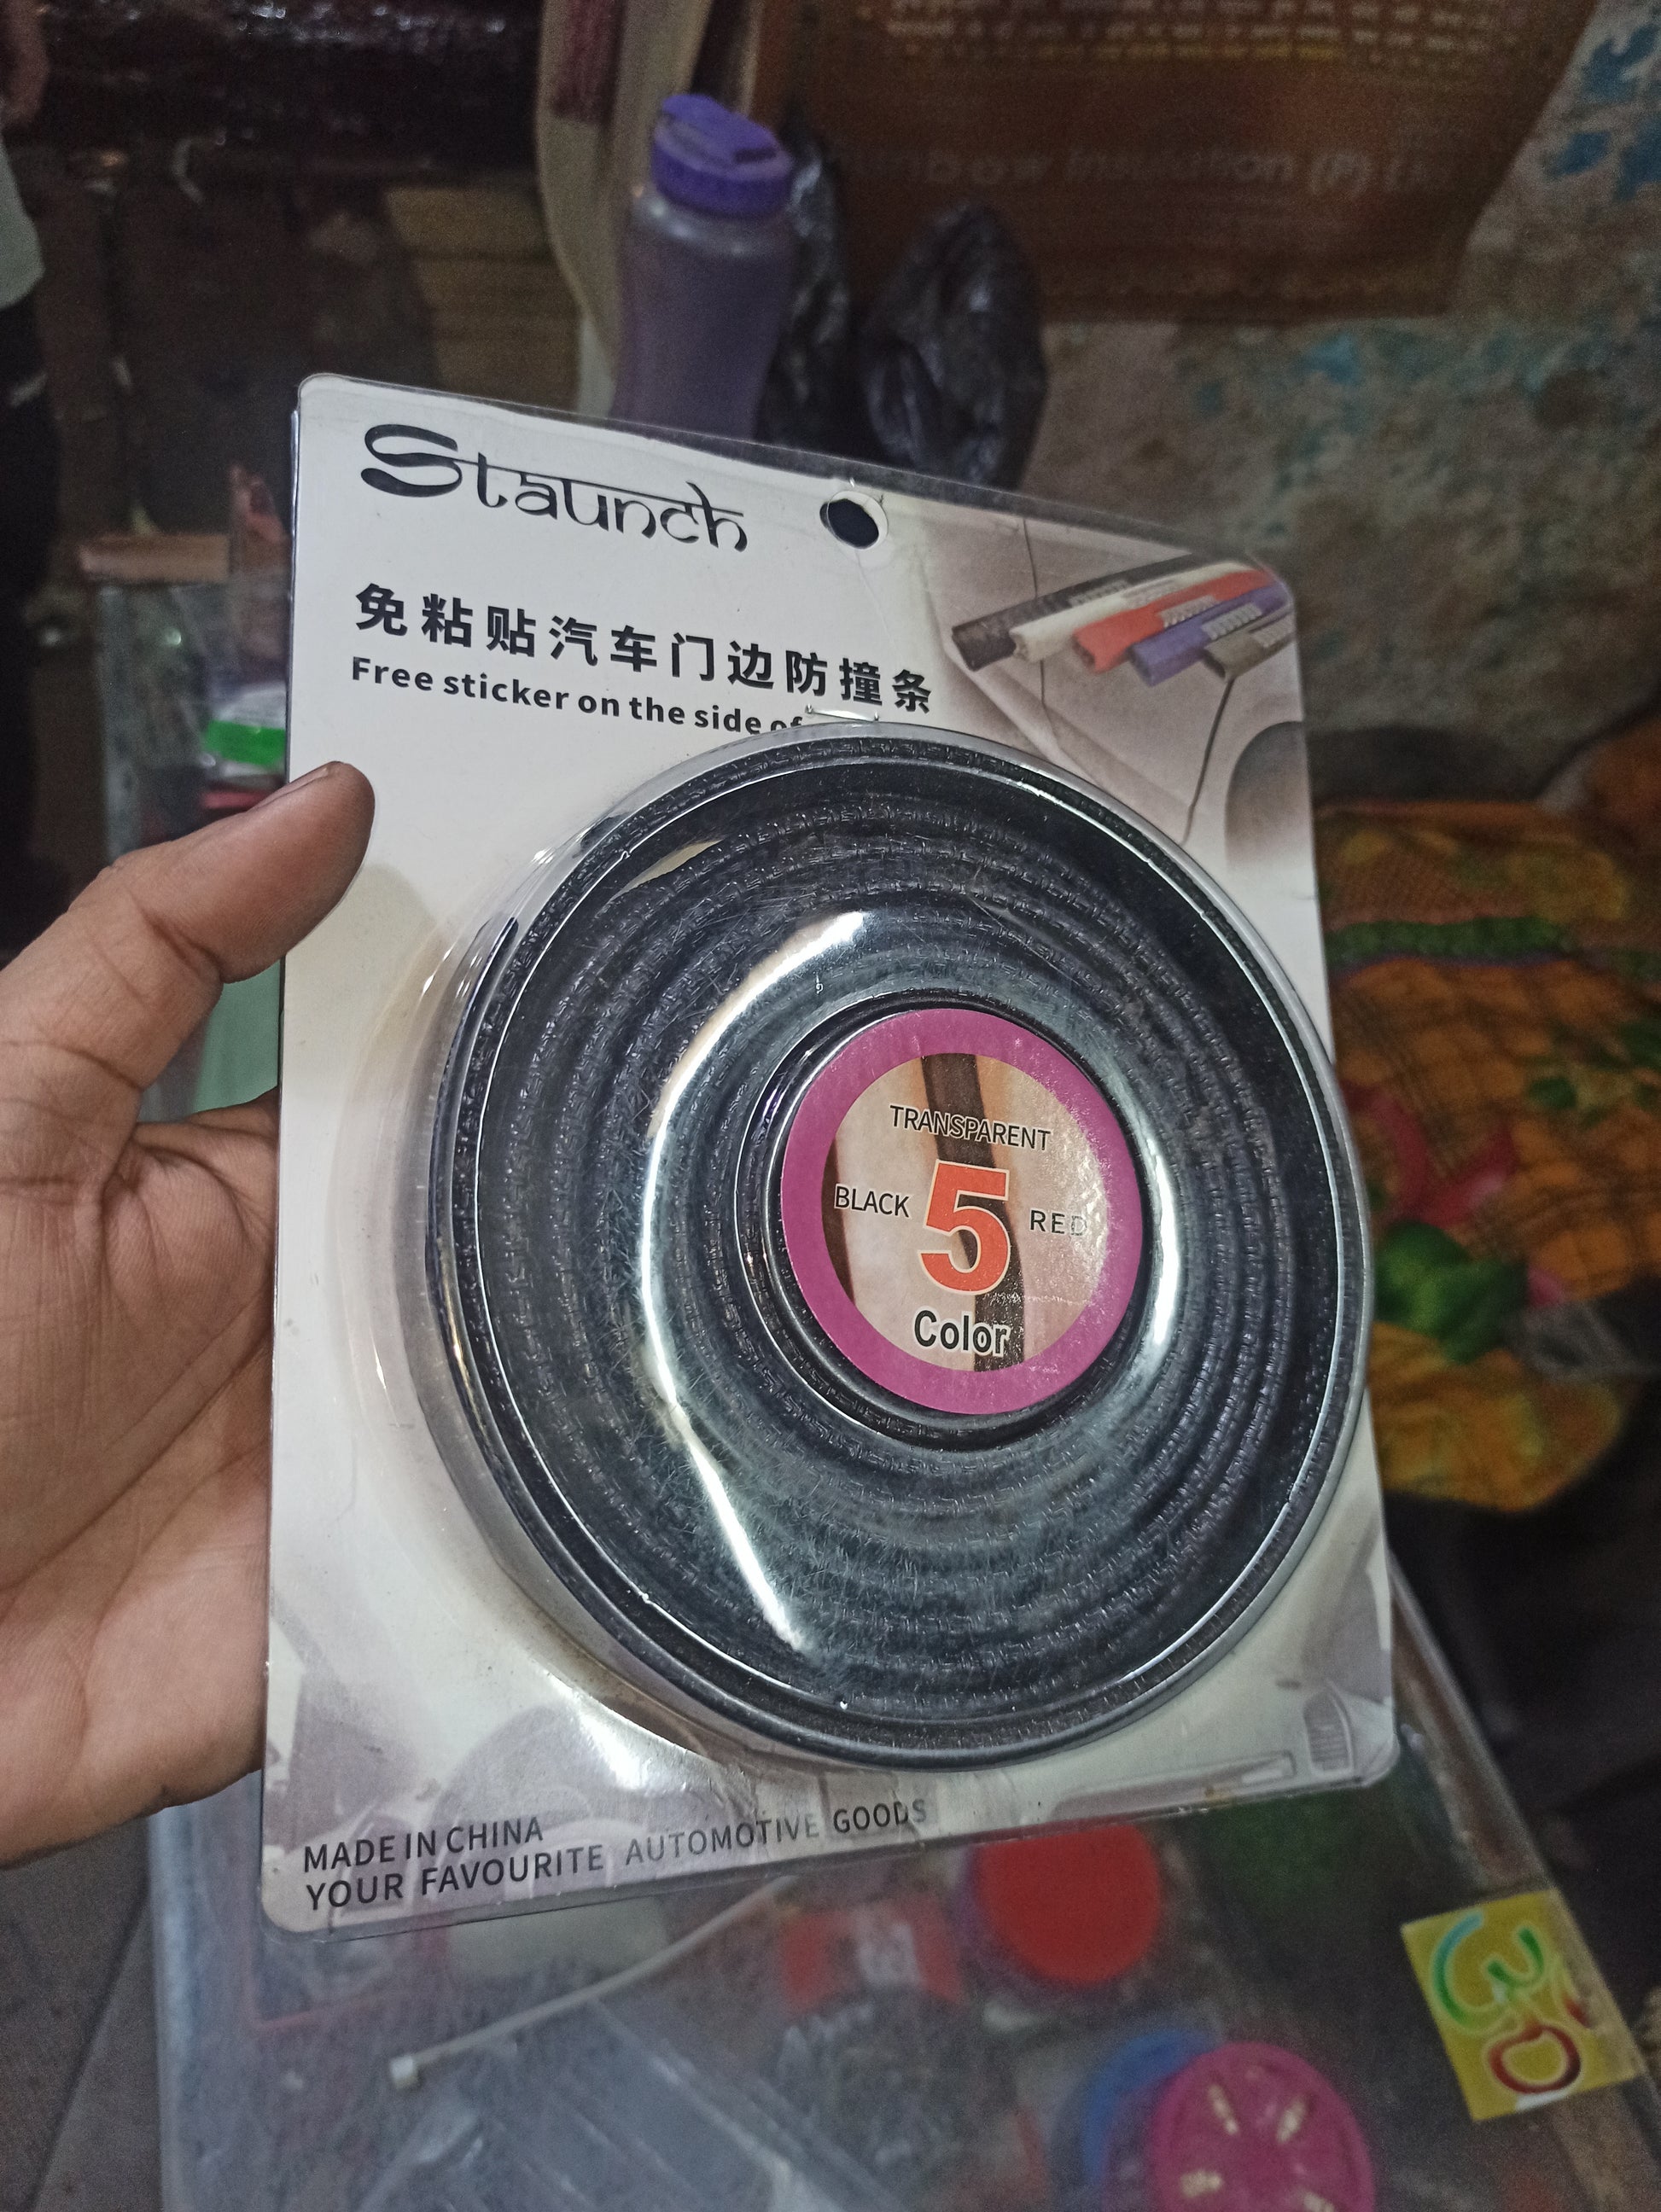 Insulation (P)
Staunch
免粘贴汽车门边防撞条
Free sticker on the side of
TRANSPARENT
BLACK 5 RED
Color
MADE IN CHINA
YOUR FAVOURITE AUTOMOTIVE GOODS